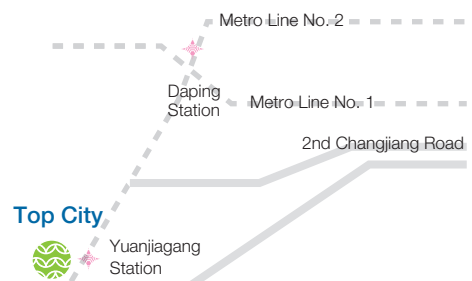 Metro Line No. 2
Daping
Station
Metro Line No. 1
2nd Changjiang Road
Top City
Yuanjiagang
Station